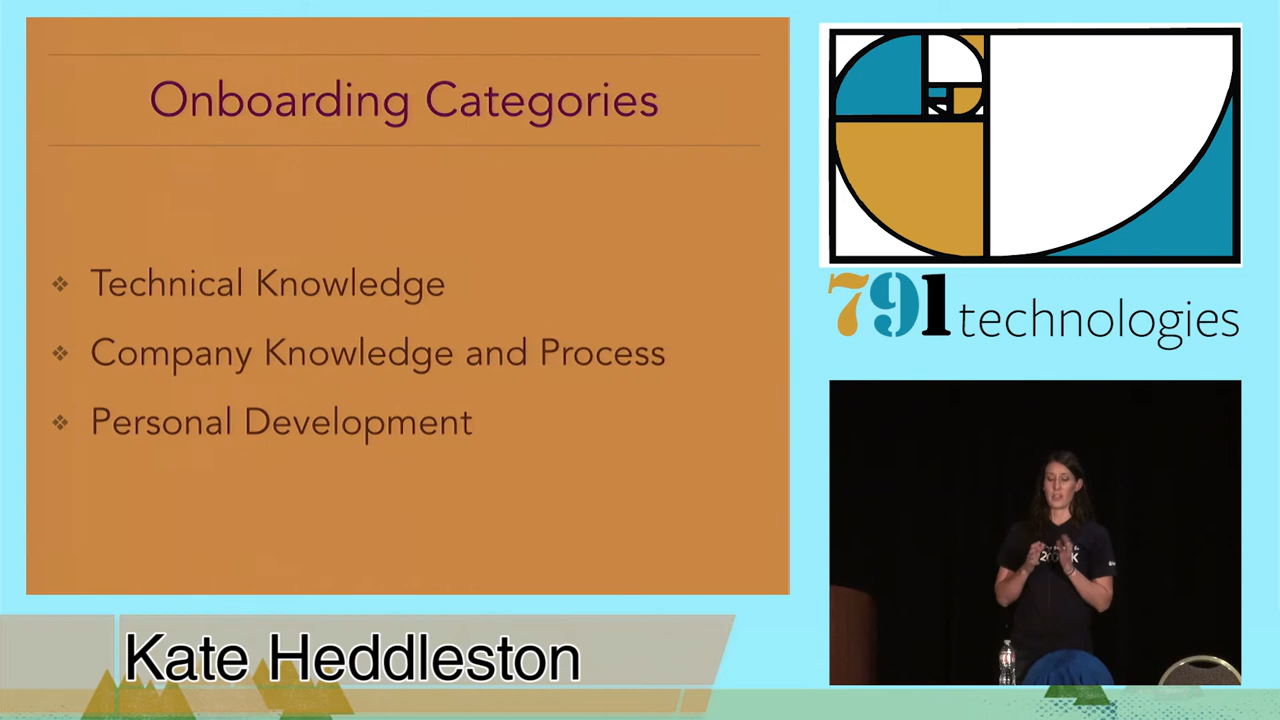 Onboarding Categories
Technical Knowledge
Company Knowledge and Process
Personal Development
791 technologies
Kate Heddleston